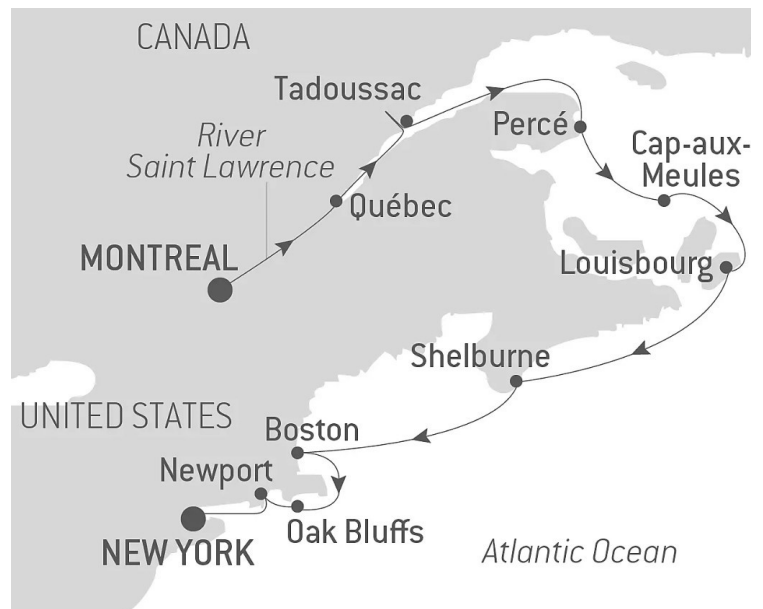 CANADA
Tadoussac
River
Saint Lawrence
Percé
Cap-aux-
Meules
Québec
MONTREAL
Louisbourg
Shelburne
UNITED STATES
Boston
Newport
Oak Bluffs
NEW YORK
Atlantic Ocean